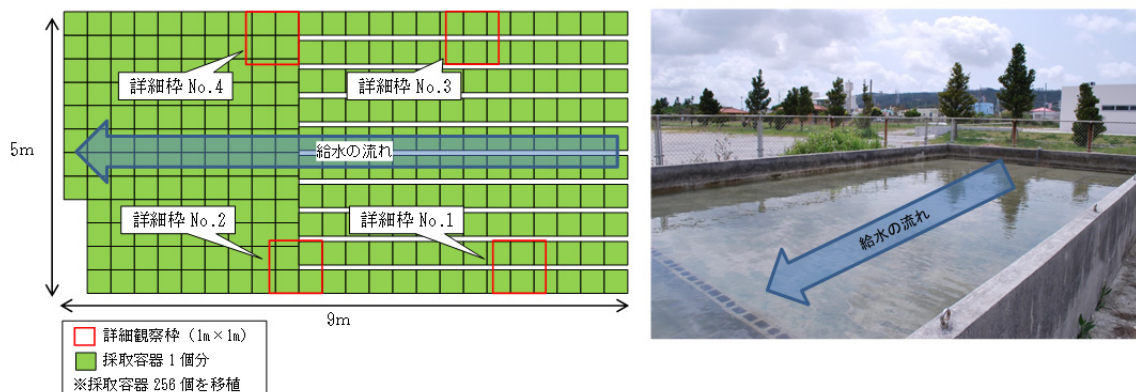 詳細枠 No.4
詳細枠 No.3
5m
給水の流れ
詳細枠 No.2
詳細枠 No.1
9m
詳細観察枠 (1m×1m)
採取容器 1 個分
※採取容器 256 個を移植
給水の流れ